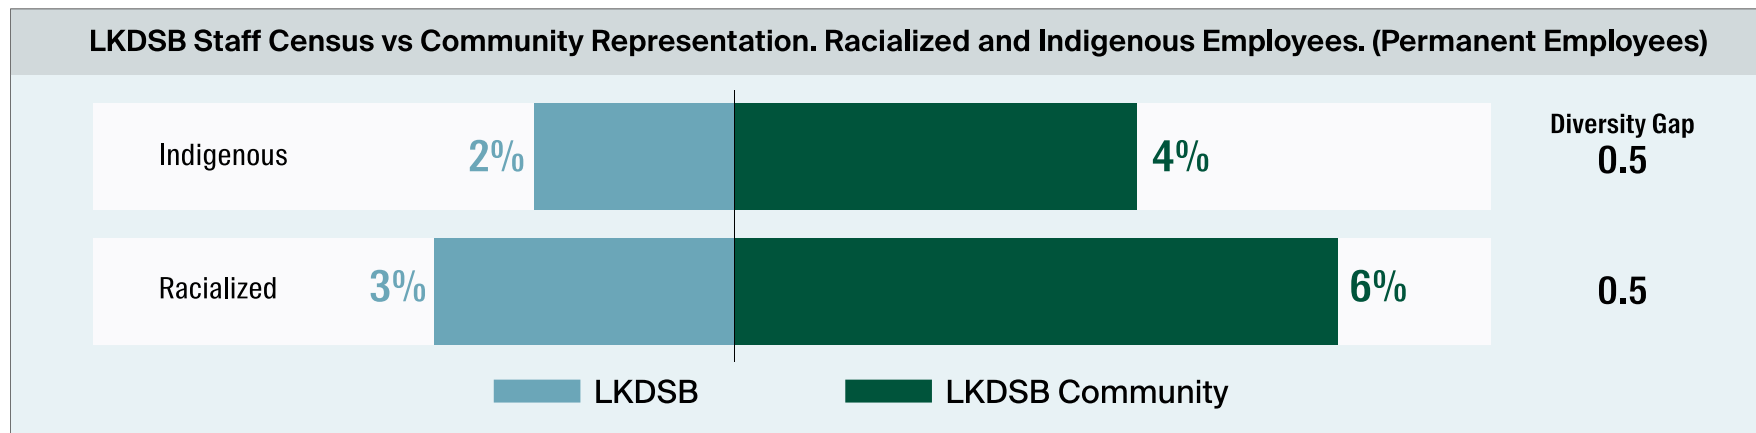 LKDSB Staff Census vs Community Representation. Racialized and Indigenous Employees. (Permanent Employees)
Diversity Gap
Indigenous 2% 4% 0.5
Racialized 3% 6% 0.5
LKDSB LKDSB Community